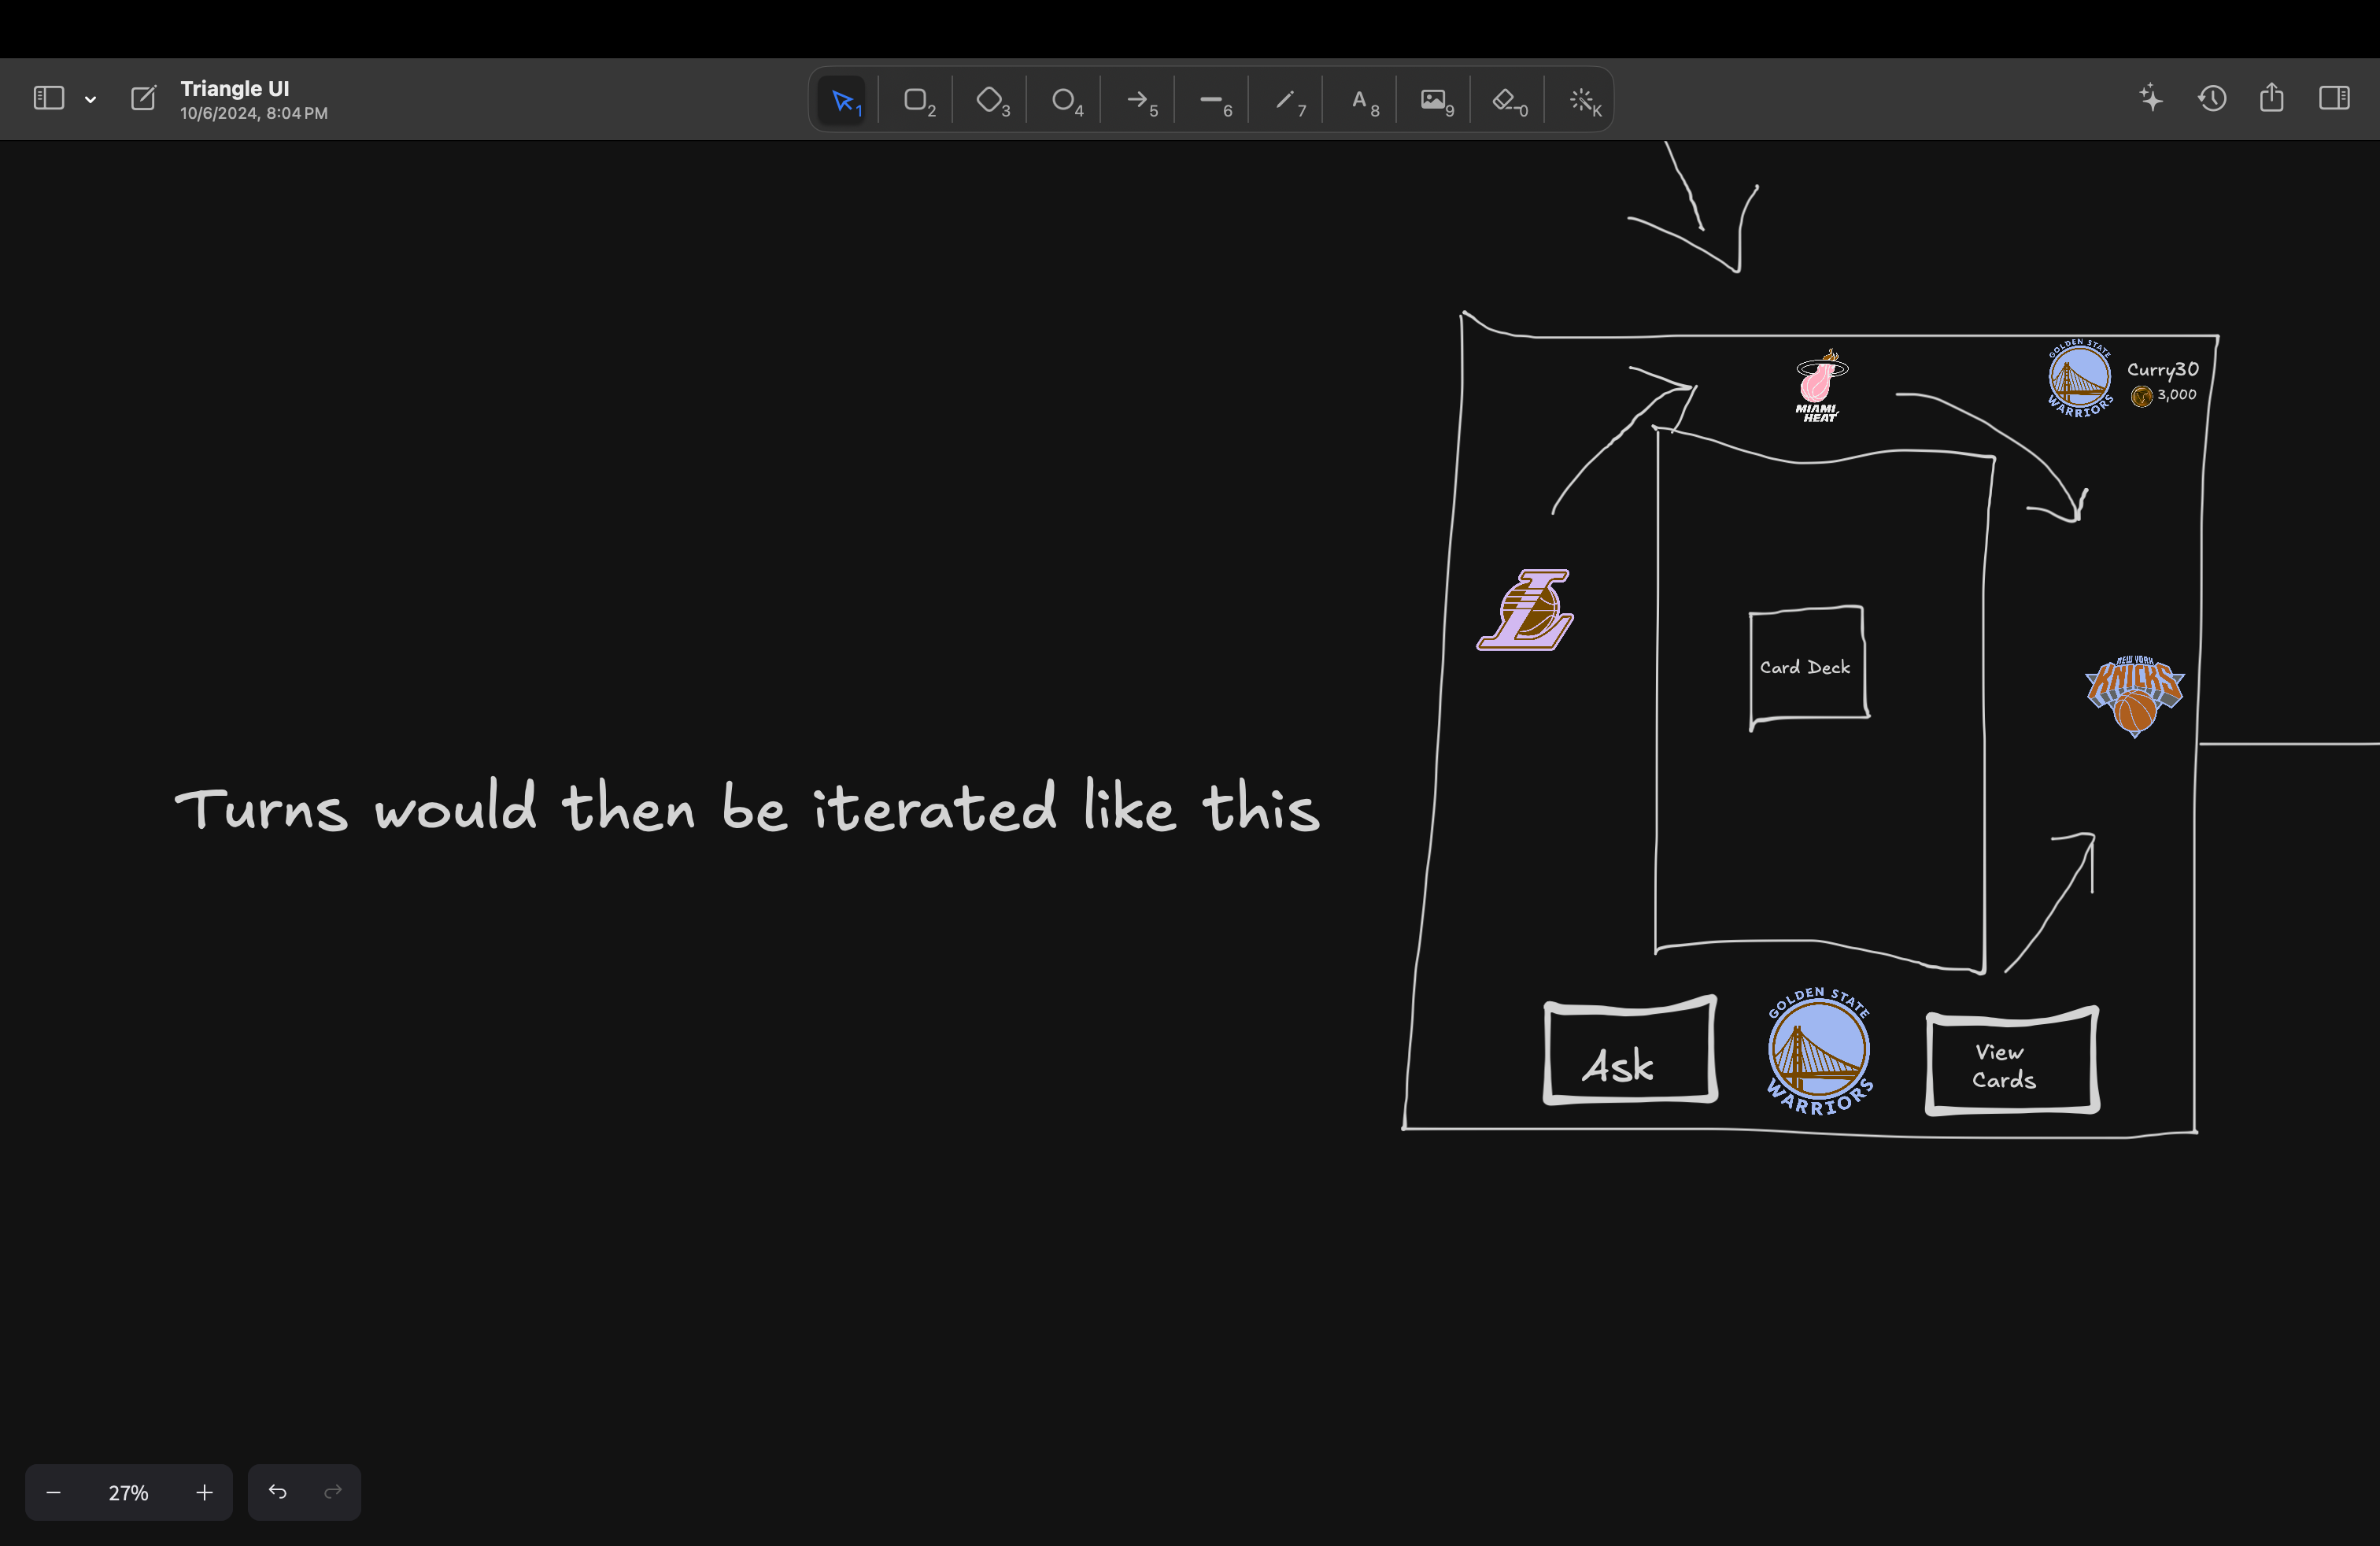 Triangle UI
10/6/2024, 8:04 PM
1
2
3
4
5
6
7
A 8
9
0
K
GOLDEN STATE
WARRIORS
Curry30
3,000
MIAMI
HEAT
L
NEW YORK
KNICKS
Card Deck
Turns would then be iterated like this
Ask
GOLDEN STATE
WARRIORS
View
Cards
27%